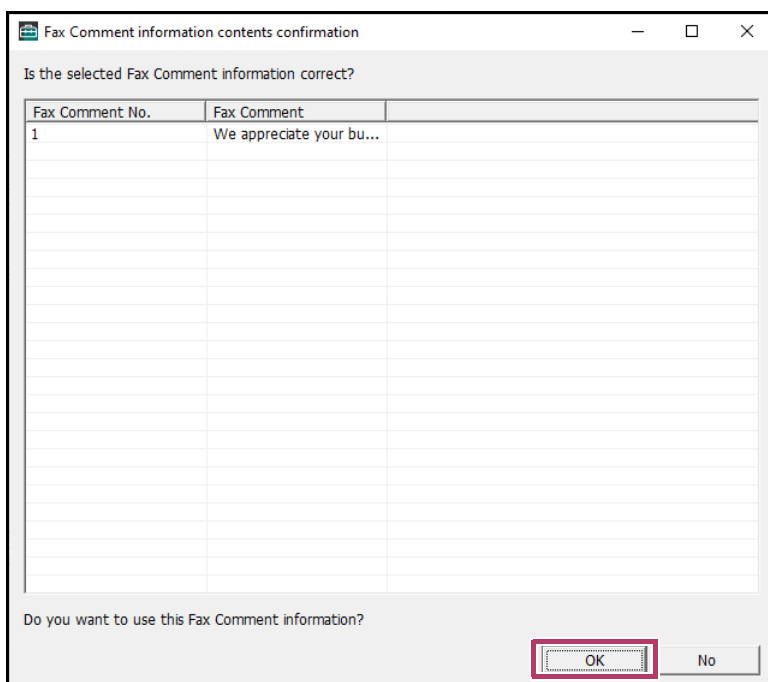 Fax Comment information contents confirmation
Is the selected Fax Comment information correct?
Fax Comment No. Fax Comment
1 We appreciate your bu...
Do you want to use this Fax Comment information?
OK No